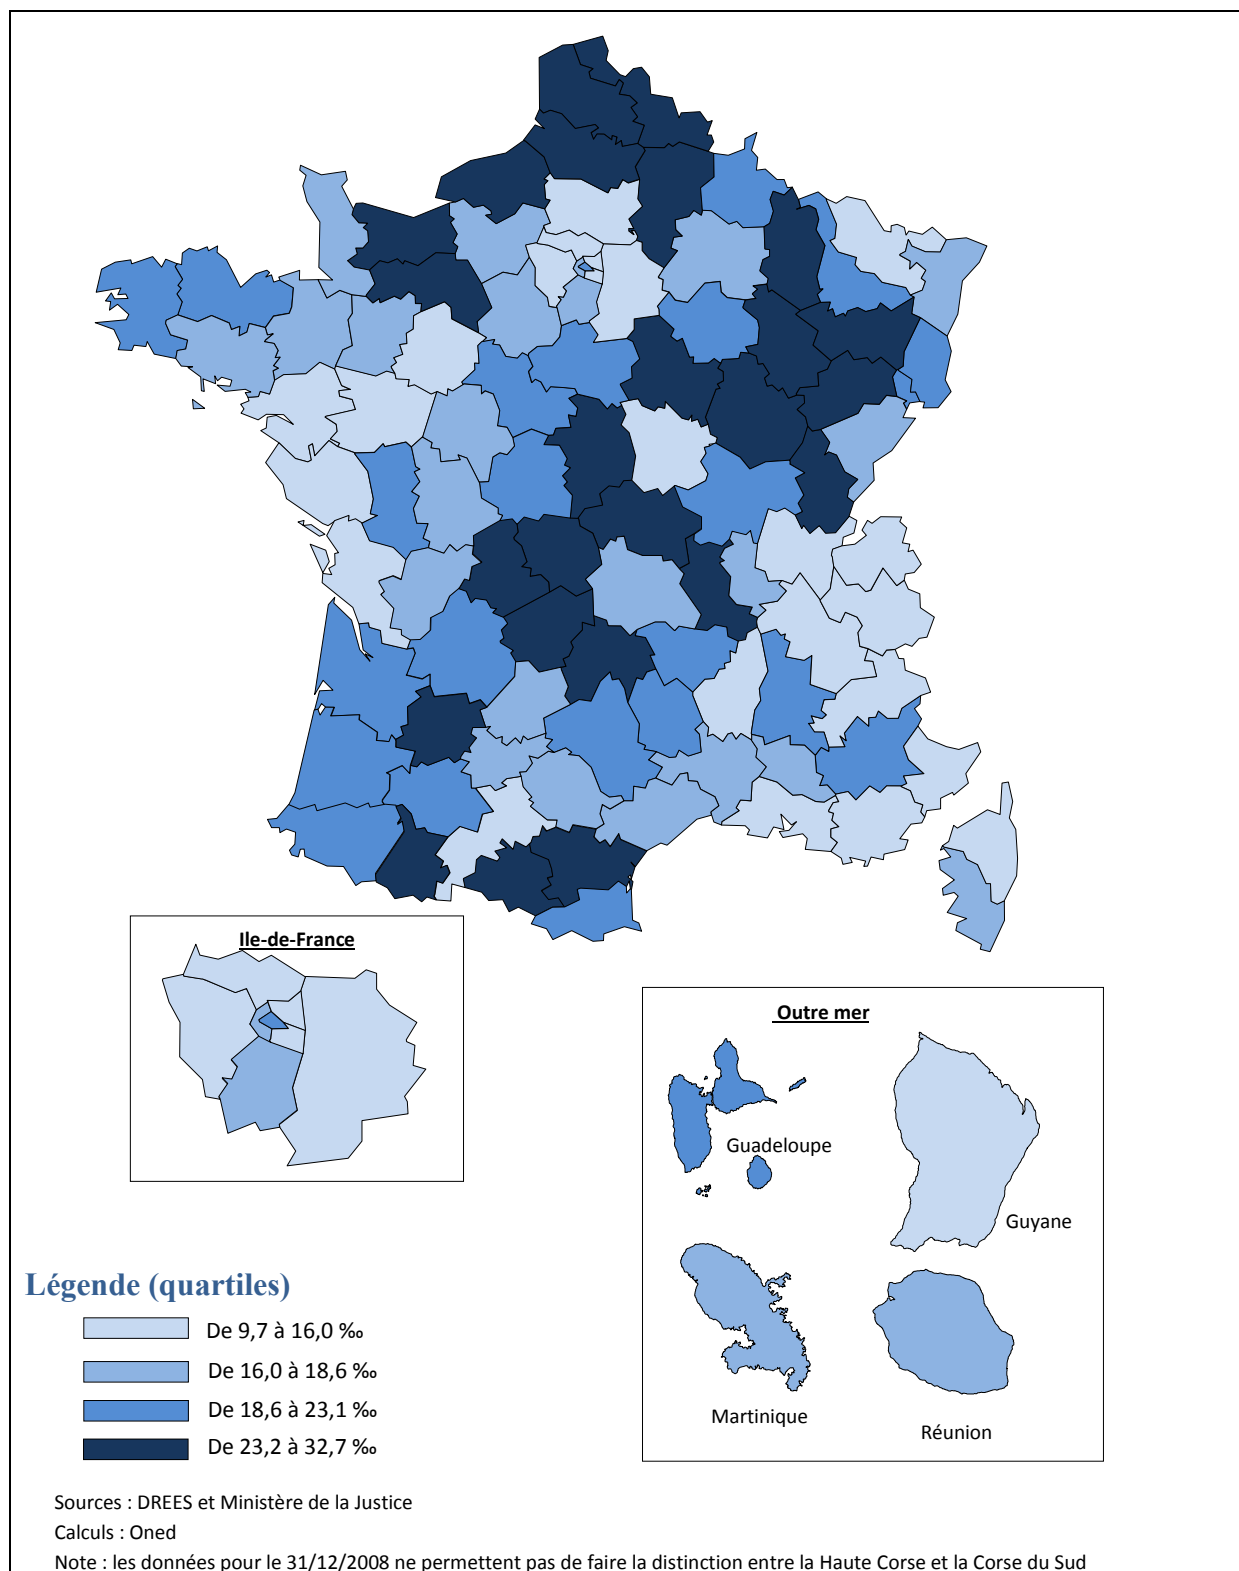 Ile-de-France
Outre mer
Guadeloupe
Guyane
Martinique
Réunion
Légende (quartiles)
De 9,7 à 16,0 ‰
De 16,0 à 18,6 ‰
De 18,6 à 23,1 ‰
De 23,2 à 32,7 ‰
Sources : DREES et Ministère de la Justice
Calculs : Oned
Note : les données pour le 31/12/2008 ne permettent pas de faire la distinction entre la Haute Corse et la Corse du Sud